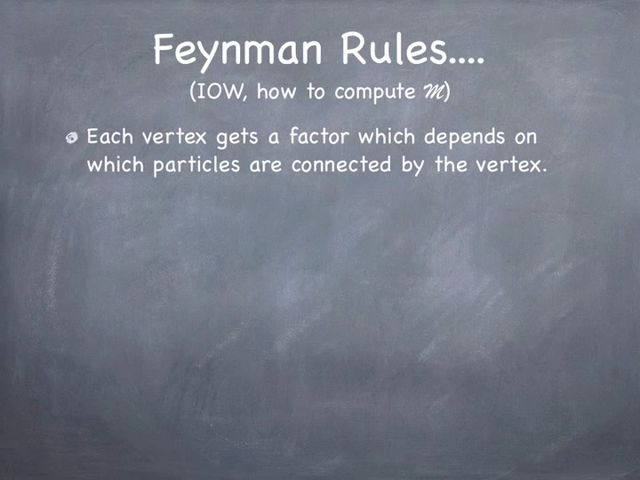 Feynman Rules....
(IOW, how to compute ℳ)
Each vertex gets a factor which depends on
which particles are connected by the vertex.